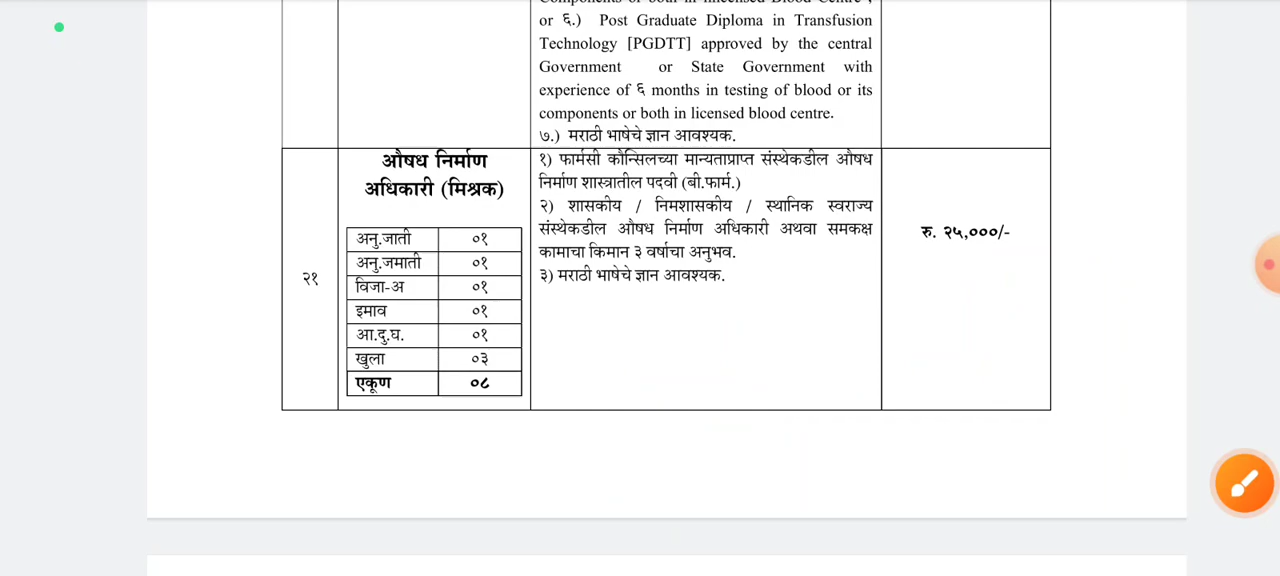 or ६.) Post Graduate Diploma in Transfusion
Technology [PGDTT] approved by the central
Government or State Government with
experience of ६ months in testing of blood or its
components or both in licensed blood centre.
७.) मराठी भाषेचे ज्ञान आवश्यक.
२१
औषध निर्माण
अधिकारी (मिश्रक)
अनु.जाती ०१
अनु.जमाती ०१
विजा-अ ०१
इमाव ०१
आ.दु.घ. ०१
खुला ०३
एकूण ०८
१) फार्मसी कौन्सिलच्या मान्यताप्राप्त संस्थेकडील औषध
निर्माण शास्त्रातील पदवी (बी.फार्म.)
२) शासकीय / निमशासकीय / स्थानिक स्वराज्य
संस्थेकडील औषध निर्माण अधिकारी अथवा समकक्ष
कामाचा किमान ३ वर्षाचा अनुभव.
३) मराठी भाषेचे ज्ञान आवश्यक.
रु. २५,०००/-